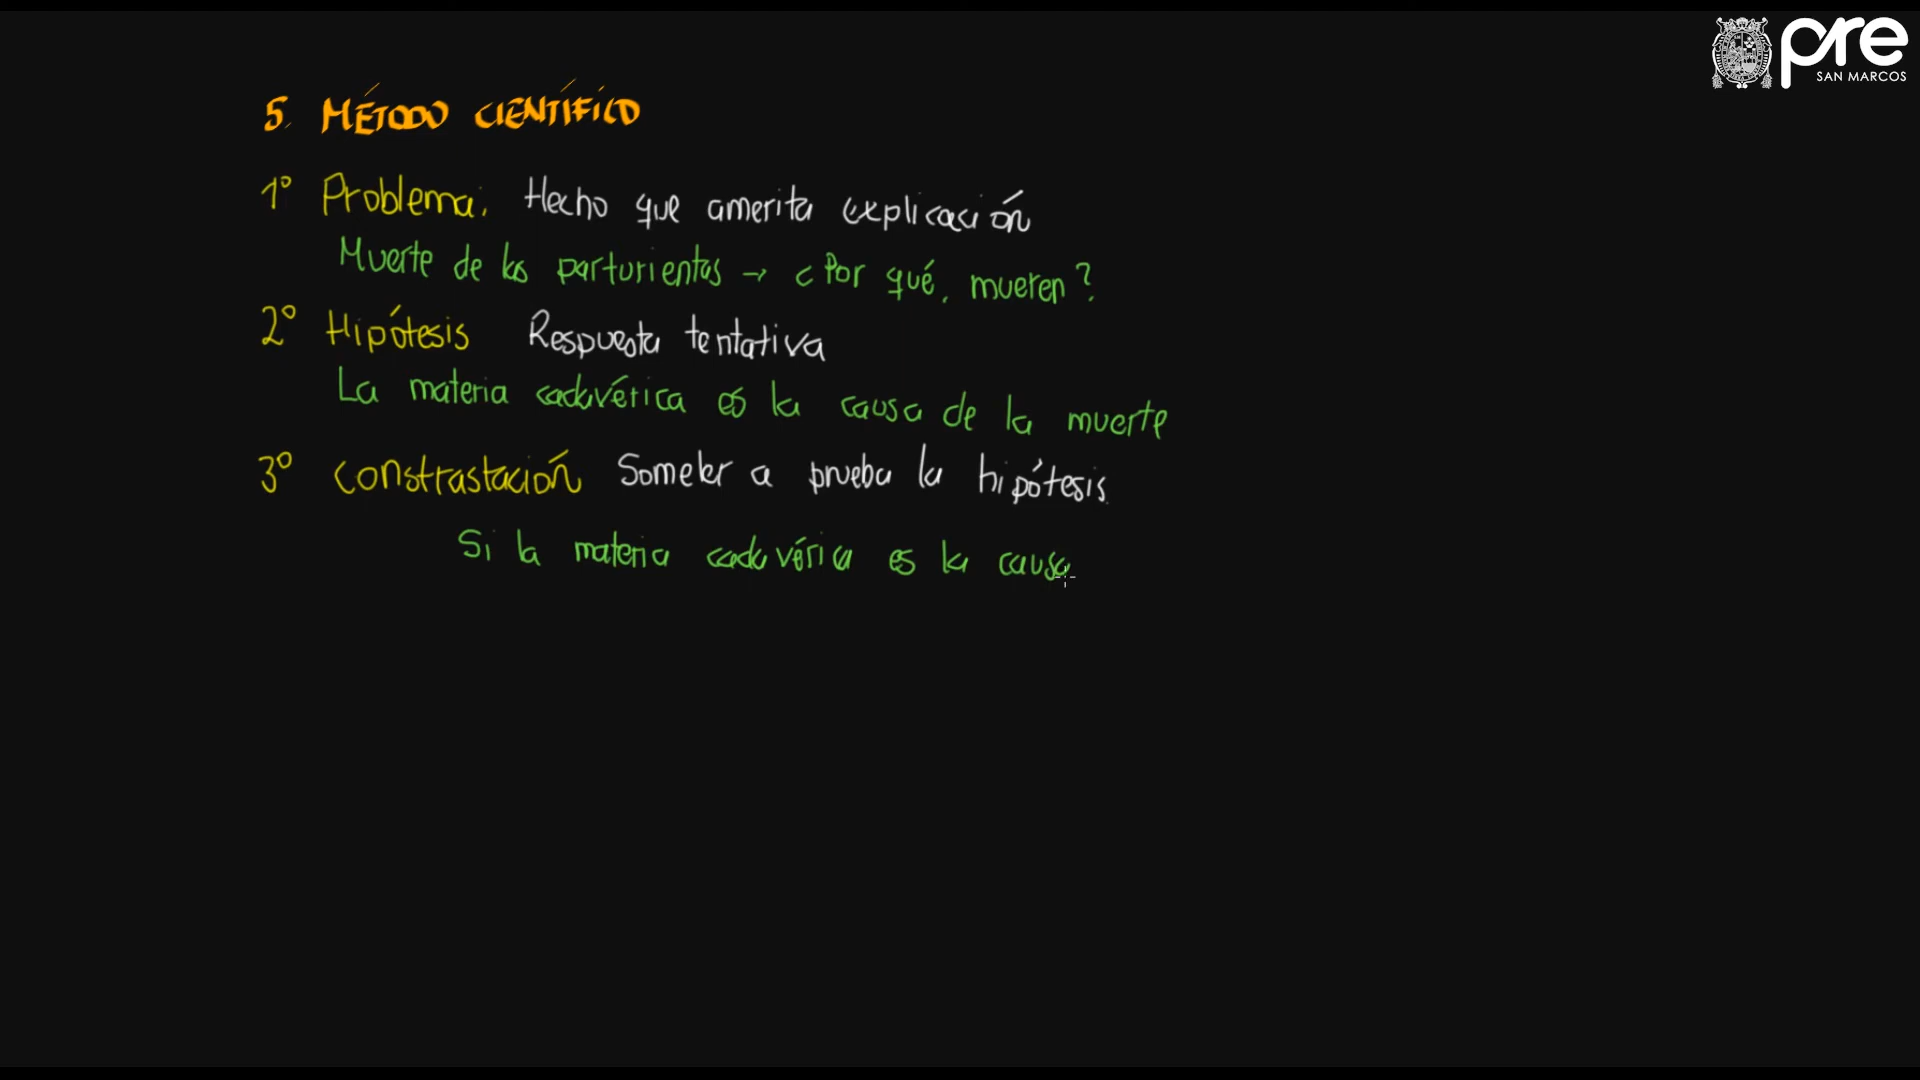 pre
SAN MARCOS
5. MÉTODO CIENTÍFICO
1° Problema: Hecho que amerita explicación
Muerte de las parturientas → ¿Por qué, mueren?
2° Hipótesis Respuesta tentativa
La materia cadavérica es la causa de la muerte
3° Constrastación Someter a prueba la hipótesis.
Si la materia cadavérica es la causa